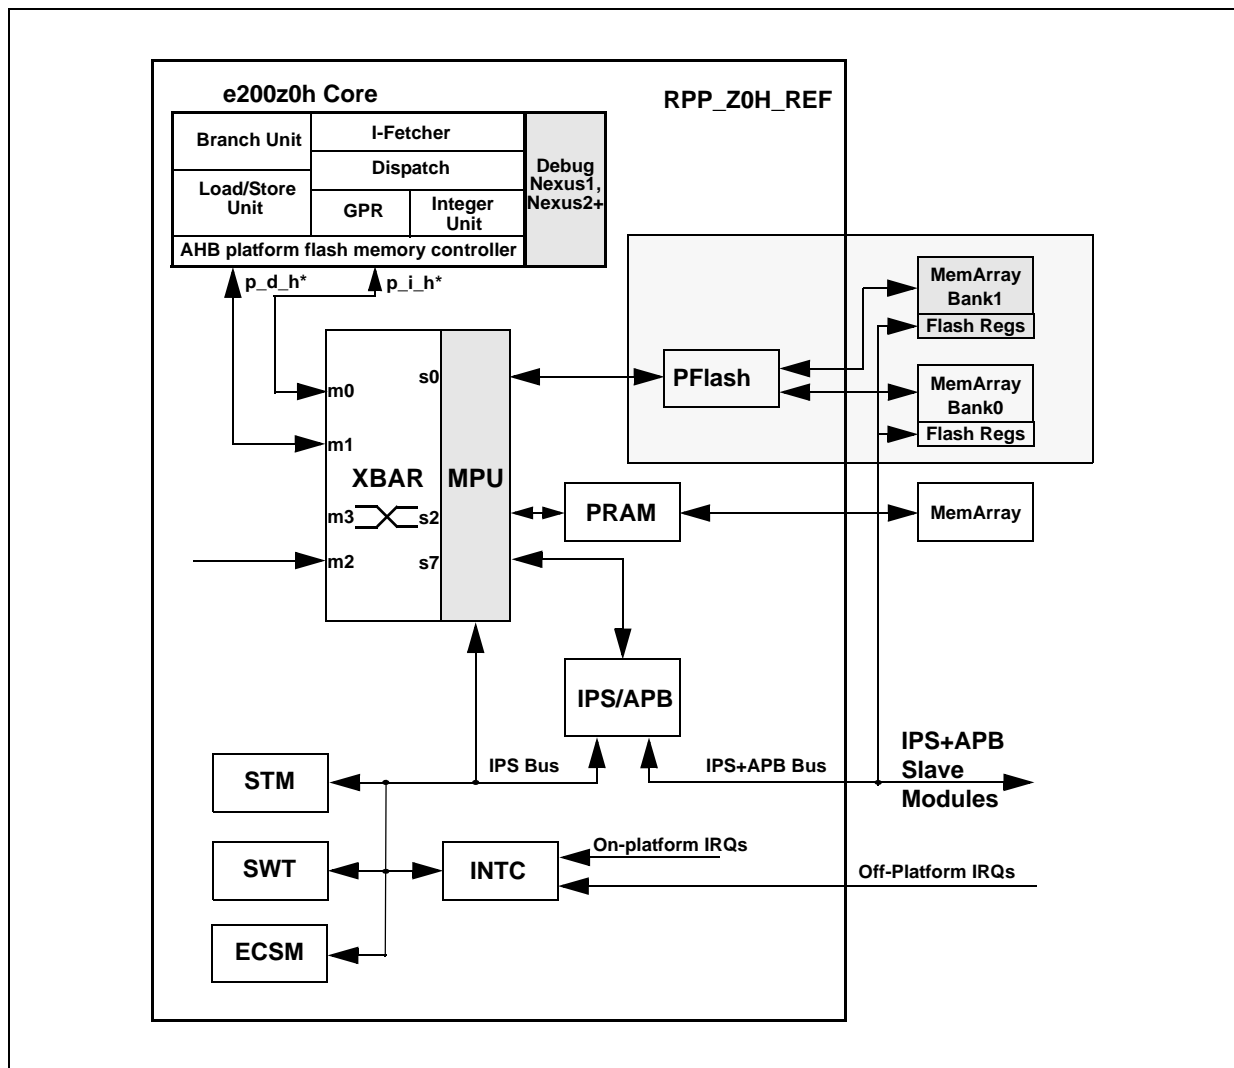 e200z0h Core
RPP_Z0H_REF
Branch Unit
I-Fetcher
Dispatch
Load/Store
Unit
GPR
Integer
Unit
Debug
Nexus1,
Nexus2+
AHB platform flash memory controller
p_d_h*
p_i_h*
MemArray
Bank1
Flash Regs
PFlash
MemArray
Bank0
Flash Regs
m0
s0
m1
XBAR
MPU
m3
s2
m2
s7
PRAM
MemArray
IPS/APB
IPS+APB
Slave
Modules
IPS Bus
IPS+APB Bus
STM
SWT
INTC
On-platform IRQs
Off-Platform IRQs
ECSM